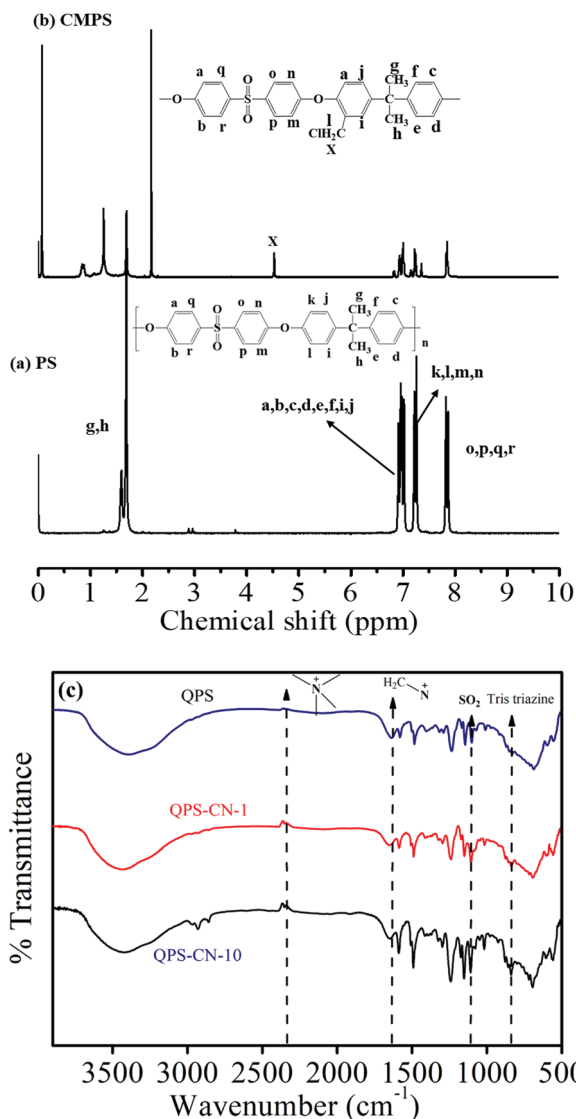 (b) CMPS
a q o n a j g f c
CH₃
O S O O C
O
CH₃
b r p m l i e d
ClH₂C h
X
X
a q o n k j g f c
CH₃
O S O O C
O
CH₃
n
b r p m l i h e d
(a) PS
k,l,m,n
a,b,c,d,e,f,i,j
g,h
o,p,q,r
0 1 2 3 4 5 6 7 8 9 10
Chemical shift (ppm)
(c)
QPS
N+
H₂C N+
SO₂ Tris triazine
QPS-CN-1
QPS-CN-10
% Transmittance
3500 3000 2500 2000 1500 1000 500
Wavenumber (cm⁻¹)